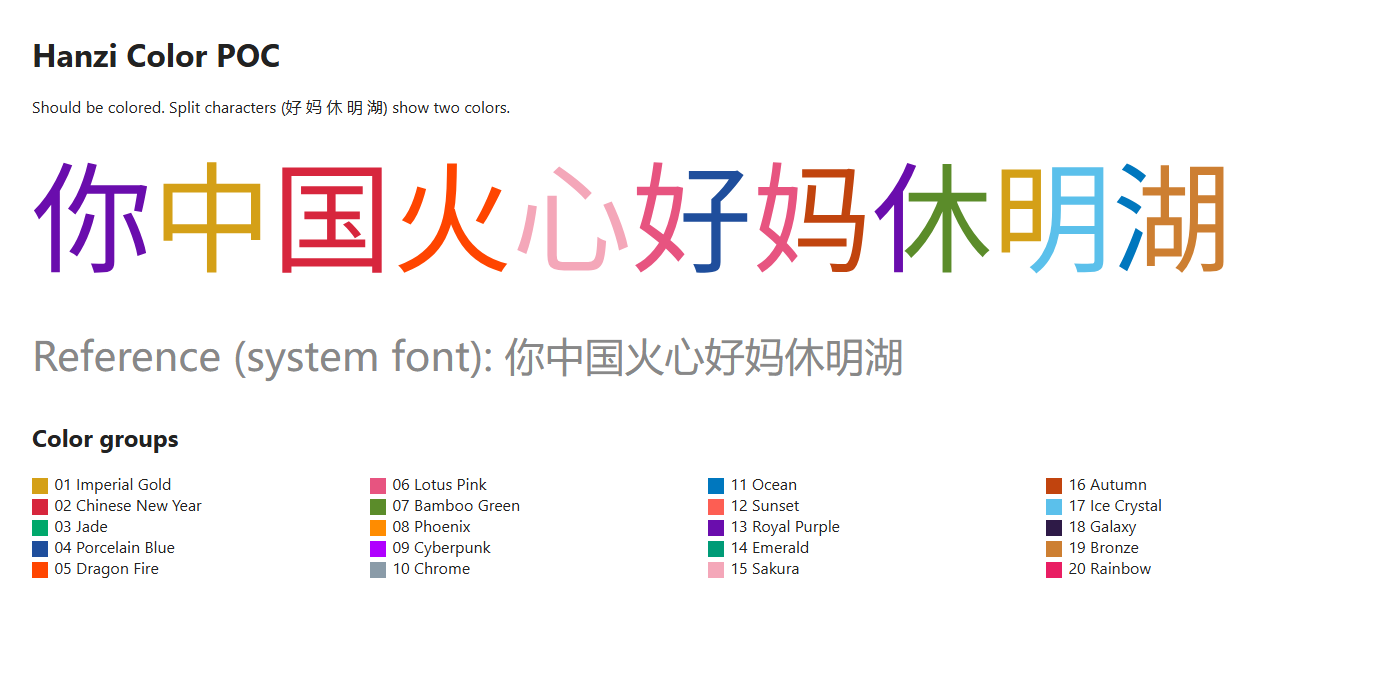 Hanzi Color POC
Should be colored. Split characters (好 妈 休 明 湖) show two colors.
你中国火心好妈休明湖
Reference (system font): 你中国火心好妈休明湖
Color groups
01 Imperial Gold
02 Chinese New Year
03 Jade
04 Porcelain Blue
05 Dragon Fire
06 Lotus Pink
07 Bamboo Green
08 Phoenix
09 Cyberpunk
10 Chrome
11 Ocean
12 Sunset
13 Royal Purple
14 Emerald
15 Sakura
16 Autumn
17 Ice Crystal
18 Galaxy
19 Bronze
20 Rainbow